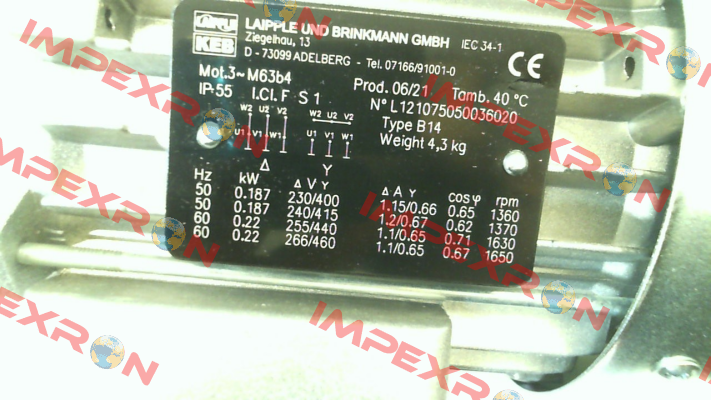 LAIPPLE
KEB
LAIPPLE UND BRINKMANN GMBH IEC 34-1
Ziegelhau, 13
D - 73099 ADELBERG - Tel. 07166/91001-0
CE
Mot.3~ M63b4 Prod. 06/21 Tamb. 40 °C
IP-55 I.Cl. F S 1 N° L121075050036020
Type B14
Weight 4,3 kg
W2 U2 V2 W2 U2 V2
U1 V1 W1 U1 V1 W1
Δ Y
Hz kW Δ V Y Δ A Y cosφ rpm
50 0.187 230/400 1.15/0.66 0.65 1360
50 0.187 240/415 1.2/0.67 0.62 1370
60 0.22 255/440 1.1/0.65 0.71 1630
60 0.22 266/460 1.1/0.65 0.67 1650
IMPEXRON
IMPEXRON
IMPEXRON
IMPEXRON
IMPEXRON